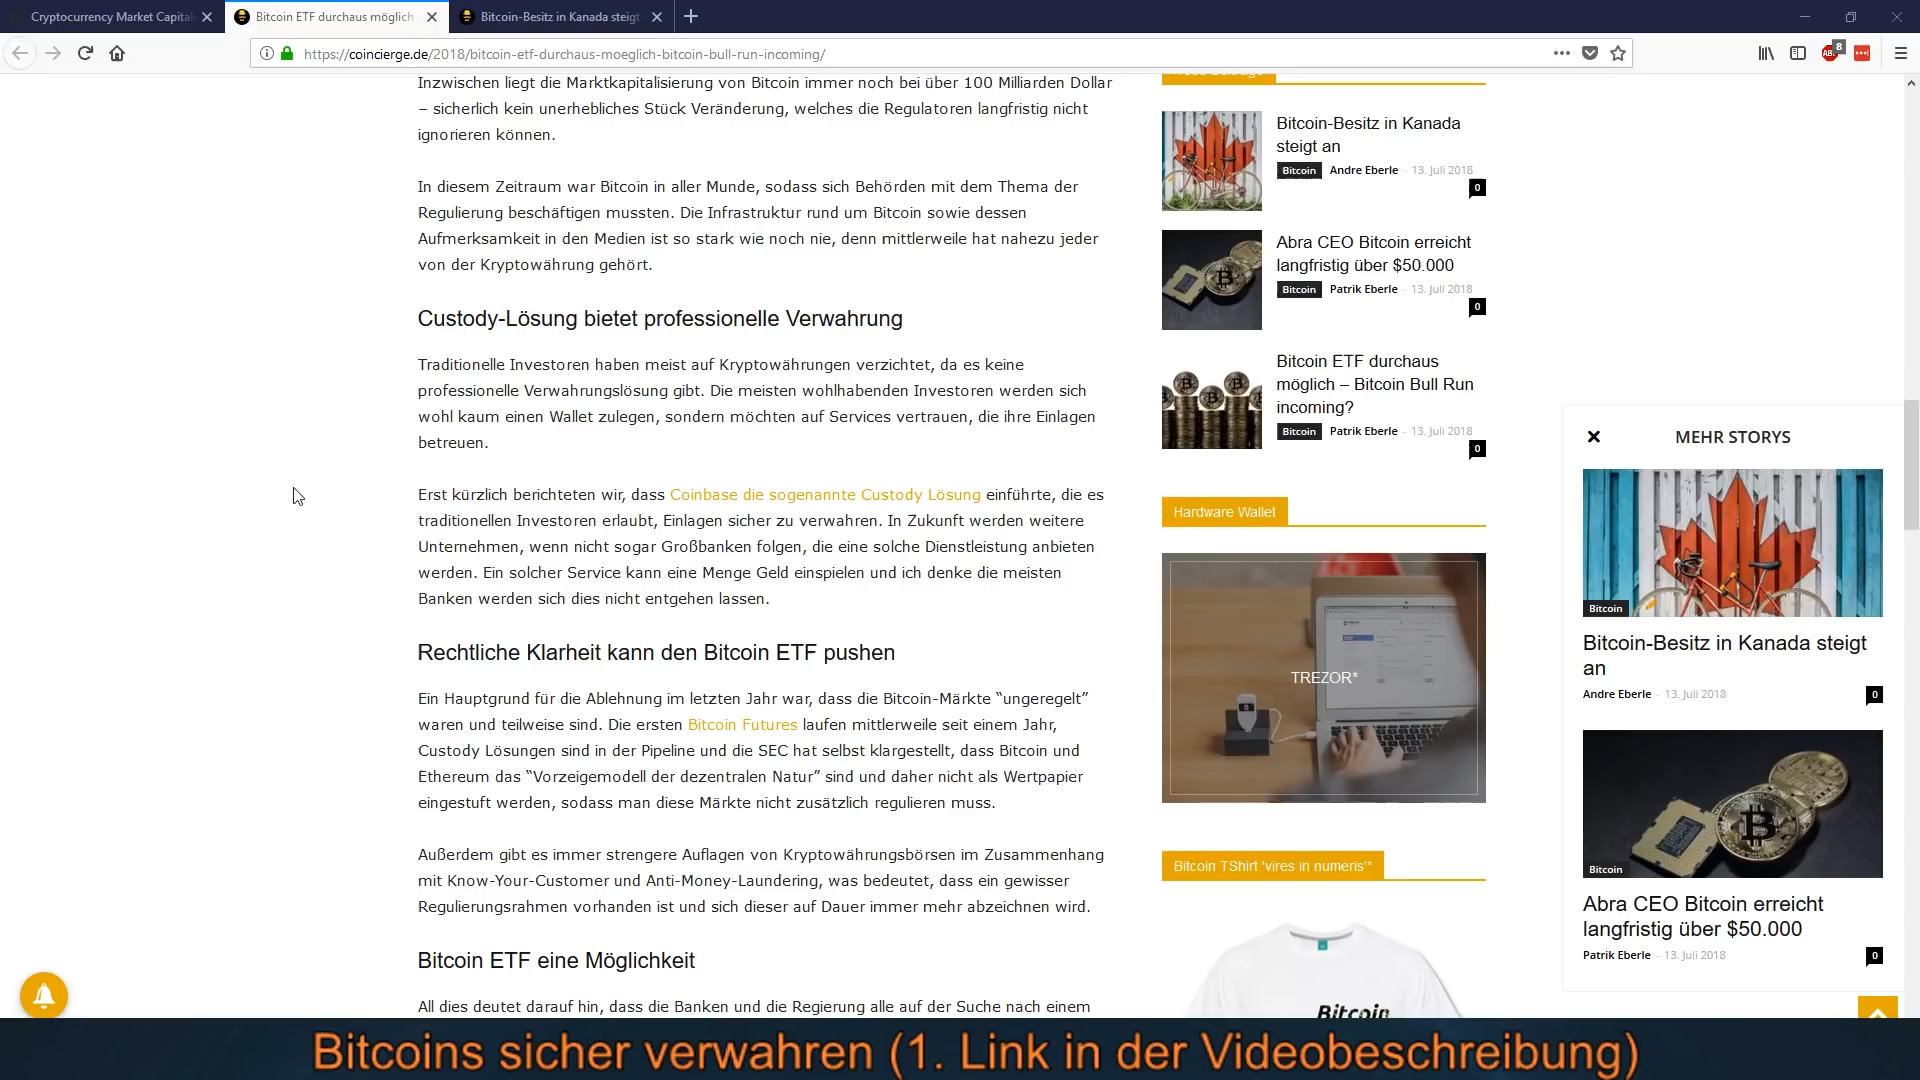 Cryptocurrency Market Capital
Bitcoin ETF durchaus möglich
Bitcoin-Besitz in Kanada steigt
https://coincierge.de/2018/bitcoin-etf-durchaus-moeglich-bitcoin-bull-run-incoming/
8
Inzwischen liegt die Marktkapitalisierung von Bitcoin immer noch bei über 100 Milliarden Dollar
– sicherlich kein unerhebliches Stück Veränderung, welches die Regulatoren langfristig nicht
ignorieren können.
In diesem Zeitraum war Bitcoin in aller Munde, sodass sich Behörden mit dem Thema der
Regulierung beschäftigen mussten. Die Infrastruktur rund um Bitcoin sowie dessen
Aufmerksamkeit in den Medien ist so stark wie noch nie, denn mittlerweile hat nahezu jeder
von der Kryptowährung gehört.
Custody-Lösung bietet professionelle Verwahrung
Traditionelle Investoren haben meist auf Kryptowährungen verzichtet, da es keine
professionelle Verwahrungslösung gibt. Die meisten wohlhabenden Investoren werden sich
wohl kaum einen Wallet zulegen, sondern möchten auf Services vertrauen, die ihre Einlagen
betreuen.
Erst kürzlich berichteten wir, dass Coinbase die sogenannte Custody Lösung einführte, die es
traditionellen Investoren erlaubt, Einlagen sicher zu verwahren. In Zukunft werden weitere
Unternehmen, wenn nicht sogar Großbanken folgen, die eine solche Dienstleistung anbieten
werden. Ein solcher Service kann eine Menge Geld einspielen und ich denke die meisten
Banken werden sich dies nicht entgehen lassen.
Rechtliche Klarheit kann den Bitcoin ETF pushen
Ein Hauptgrund für die Ablehnung im letzten Jahr war, dass die Bitcoin-Märkte “ungeregelt”
waren und teilweise sind. Die ersten Bitcoin Futures laufen mittlerweile seit einem Jahr,
Custody Lösungen sind in der Pipeline und die SEC hat selbst klargestellt, dass Bitcoin und
Ethereum das “Vorzeigemodell der dezentralen Natur” sind und daher nicht als Wertpapier
eingestuft werden, sodass man diese Märkte nicht zusätzlich regulieren muss.
Außerdem gibt es immer strengere Auflagen von Kryptowährungsbörsen im Zusammenhang
mit Know-Your-Customer und Anti-Money-Laundering, was bedeutet, dass ein gewisser
Regulierungsrahmen vorhanden ist und sich dieser auf Dauer immer mehr abzeichnen wird.
Bitcoin ETF eine Möglichkeit
All dies deutet darauf hin, dass die Banken und die Regierung alle auf der Suche nach einem
Bitcoin-Besitz in Kanada
steigt an
Bitcoin Andre Eberle - 13. Juli 2018
0
Abra CEO Bitcoin erreicht
langfristig über $50.000
Bitcoin Patrik Eberle - 13. Juli 2018
0
Bitcoin ETF durchaus
möglich – Bitcoin Bull Run
incoming?
Bitcoin Patrik Eberle - 13. Juli 2018
0
Hardware Wallet
TREZOR*
Bitcoin TShirt 'vires in numeris'*
Bitcoin
MEHR STORYS
Bitcoin
Bitcoin-Besitz in Kanada steigt
an
Andre Eberle - 13. Juli 2018
0
Bitcoin
Abra CEO Bitcoin erreicht
langfristig über $50.000
Patrik Eberle - 13. Juli 2018
0
Bitcoins sicher verwahren (1. Link in der Videobeschreibung)